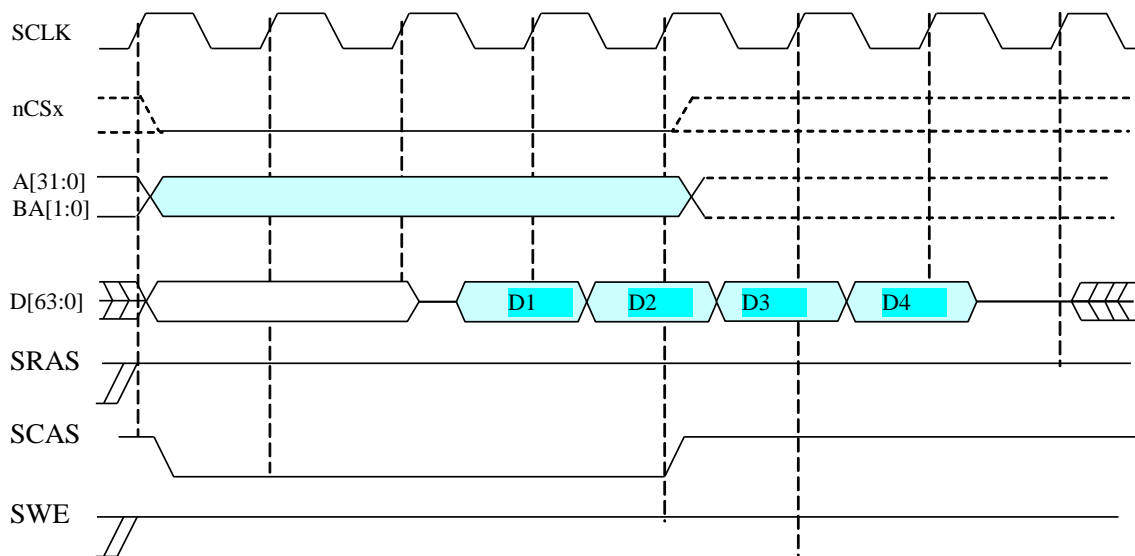 SCLK
nCSx
A[31:0]
BA[1:0]
D[63:0]
D1
D2
D3
D4
SRAS
SCAS
SWE